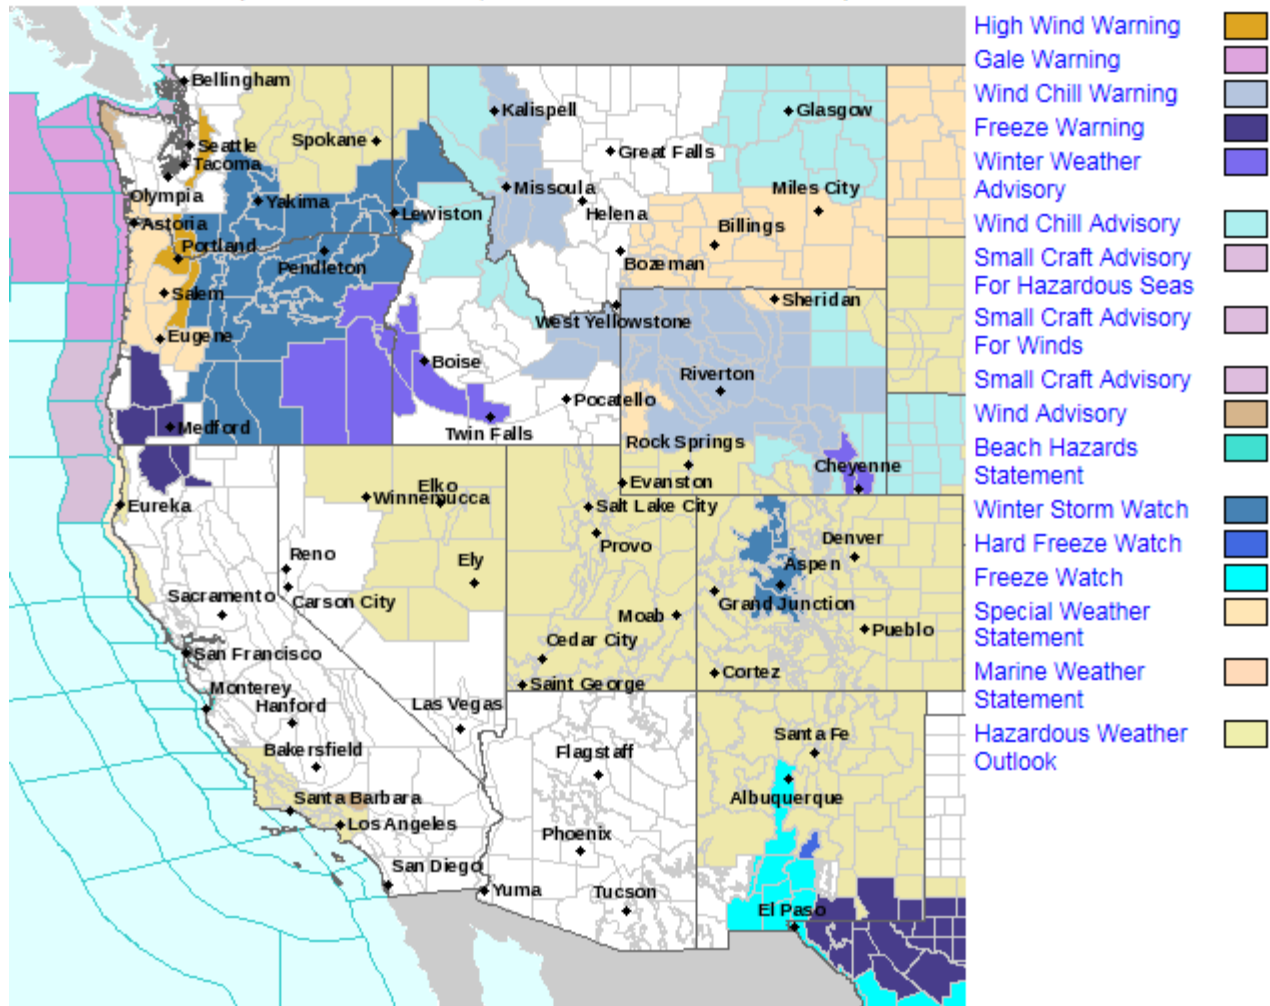 Bellingham
Kalispell
Glasgow
Seattle
Spokane
Great Falls
Tacoma
Olympia
Missoula
Miles City
Yakima
Helena
Lewiston
Astoria
Billings
Portland
Pendleton
Bozeman
Salem
Sheridan
West Yellowstone
Eugene
Boise
Riverton
Pocatello
Medford
Twin Falls
Rock Springs
Cheyenne
Evanston
Elko
Winnemucca
Eureka
Salt Lake City
Provo
Denver
Reno
Ely
Aspen
Sacramento
Carson City
Grand Junction
Moab
Pueblo
Cedar City
San Francisco
Cortez
Saint George
Monterey
Hanford
Las Vegas
Santa Fe
Bakersfield
Flagstaff
Santa Barbara
Albuquerque
Los Angeles
Phoenix
San Diego
Yuma
Tucson
El Paso
High Wind Warning
Gale Warning
Wind Chill Warning
Freeze Warning
Winter Weather
Advisory
Wind Chill Advisory
Small Craft Advisory
For Hazardous Seas
Small Craft Advisory
For Winds
Small Craft Advisory
Wind Advisory
Beach Hazards
Statement
Winter Storm Watch
Hard Freeze Watch
Freeze Watch
Special Weather
Statement
Marine Weather
Statement
Hazardous Weather
Outlook